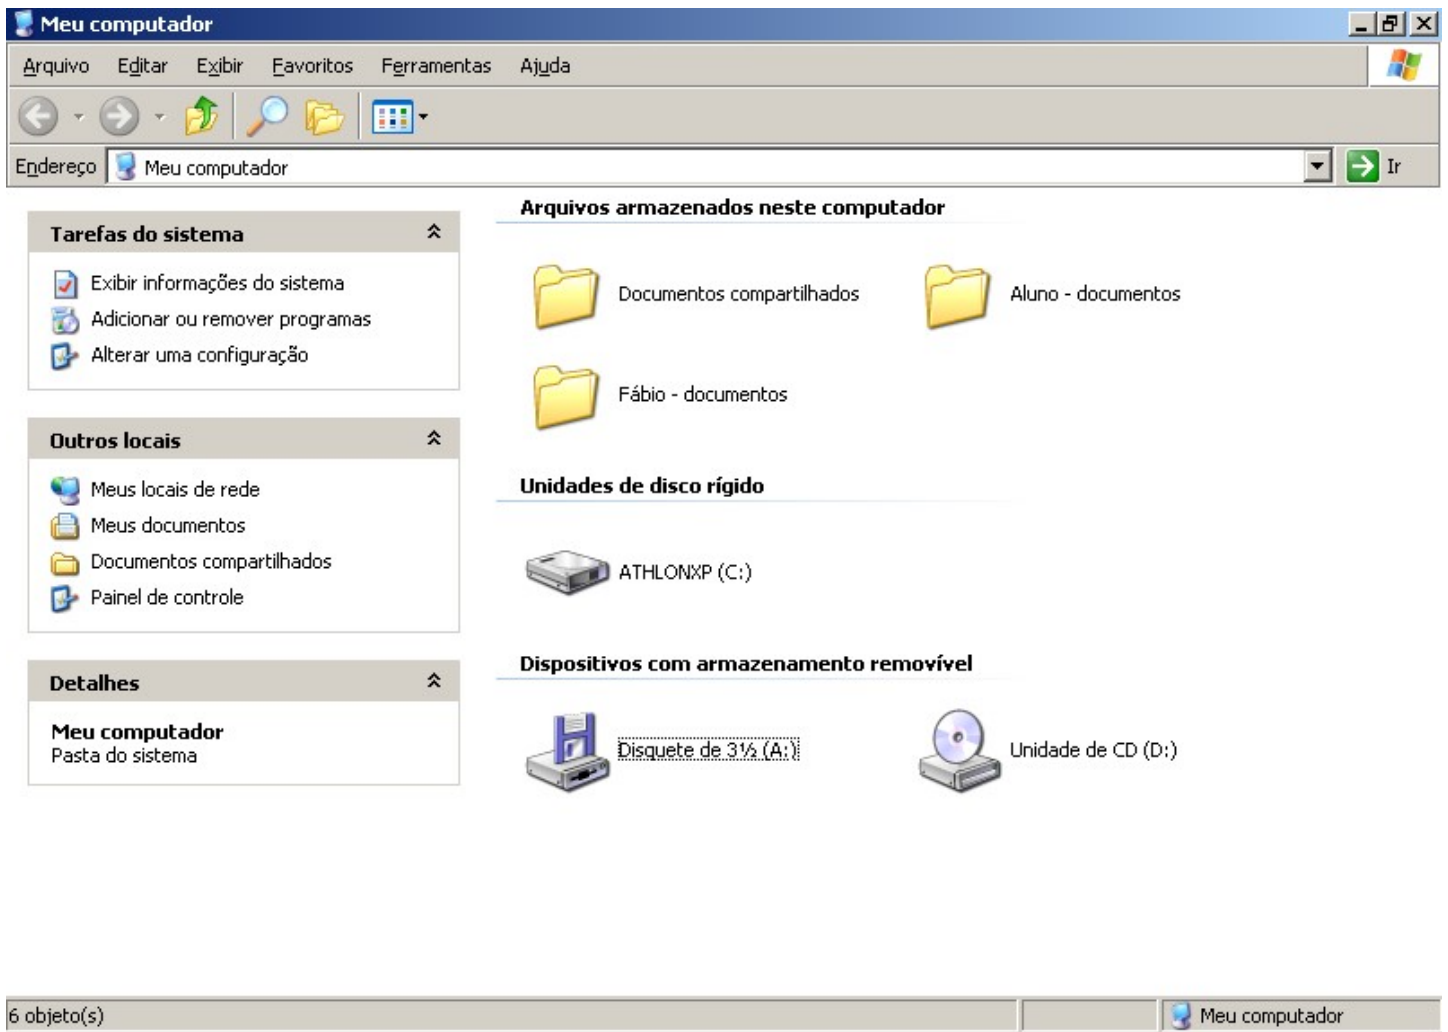 Meu computador
Arquivo Editar Exibir Favoritos Ferramentas Ajuda
Endereço Meu computador Ir
Tarefas do sistema
Exibir informações do sistema
Adicionar ou remover programas
Alterar uma configuração
Outros locais
Meus locais de rede
Meus documentos
Documentos compartilhados
Painel de controle
Detalhes
Meu computador
Pasta do sistema
Arquivos armazenados neste computador
Documentos compartilhados Aluno - documentos
Fábio - documentos
Unidades de disco rígido
ATHLONXP (C:)
Dispositivos com armazenamento removível
Disquete de 3½ (A:) Unidade de CD (D:)
6 objeto(s) Meu computador